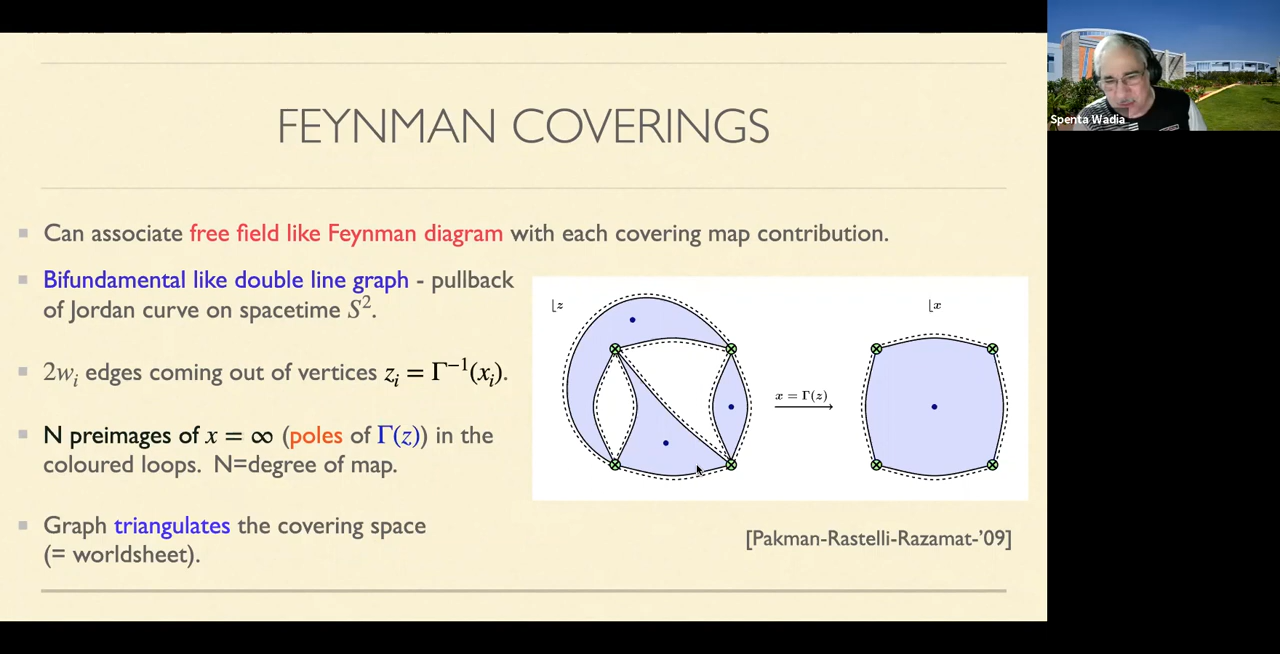 FEYNMAN COVERINGS
Can associate free field like Feynman diagram with each covering map contribution.
Bifundamental like double line graph - pullback
of Jordan curve on spacetime S².
2wᵢ edges coming out of vertices zᵢ = Γ⁻¹(xᵢ).
N preimages of x = ∞ (poles of Γ(z)) in the
coloured loops. N=degree of map.
Graph triangulates the covering space
(= worldsheet).
⌊z
x = Γ(z)
⌊x
[Pakman-Rastelli-Razamat-'09]
Spenta Wadia